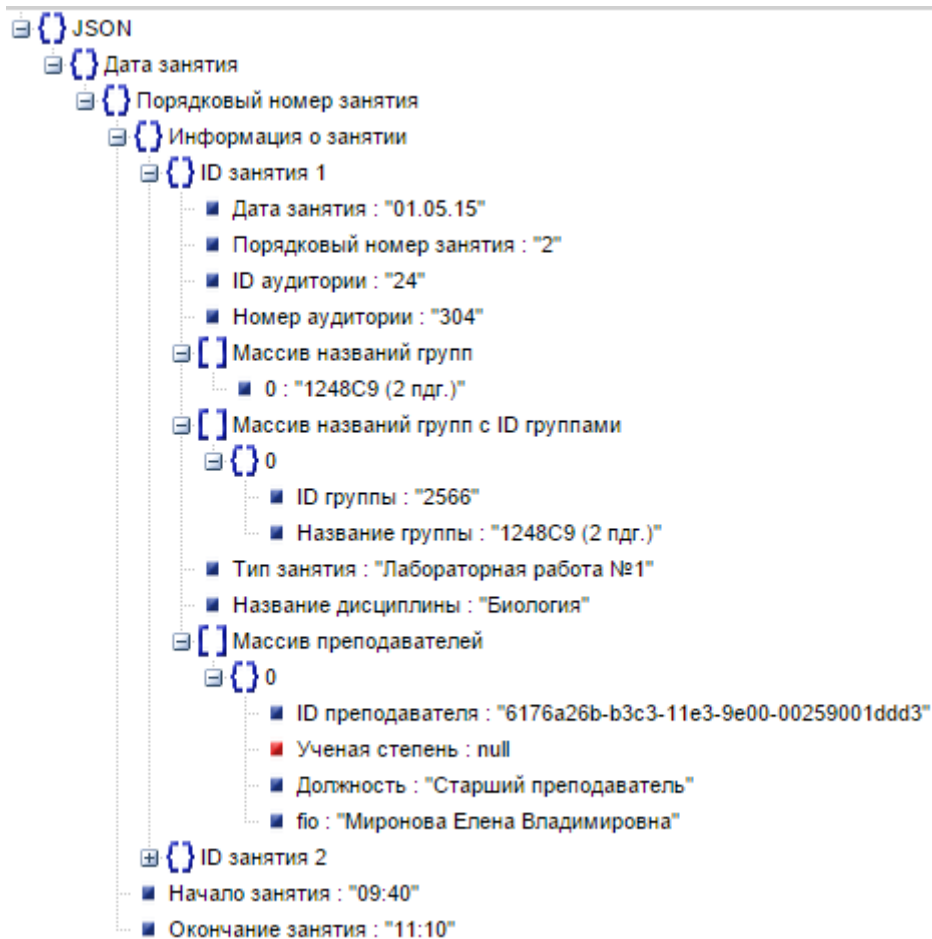 JSON
Дата занятия
Порядковый номер занятия
Информация о занятии
ID занятия 1
Дата занятия : "01.05.15"
Порядковый номер занятия : "2"
ID аудитории : "24"
Номер аудитории : "304"
Массив названий групп
0 : "1248С9 (2 пдг.)"
Массив названий групп с ID группами
0
ID группы : "2566"
Название группы : "1248С9 (2 пдг.)"
Тип занятия : "Лабораторная работа №1"
Название дисциплины : "Биология"
Массив преподавателей
0
ID преподавателя : "6176a26b-b3c3-11e3-9e00-00259001ddd3"
Ученая степень : null
Должность : "Старший преподаватель"
fio : "Миронова Елена Владимировна"
ID занятия 2
Начало занятия : "09:40"
Окончание занятия : "11:10"